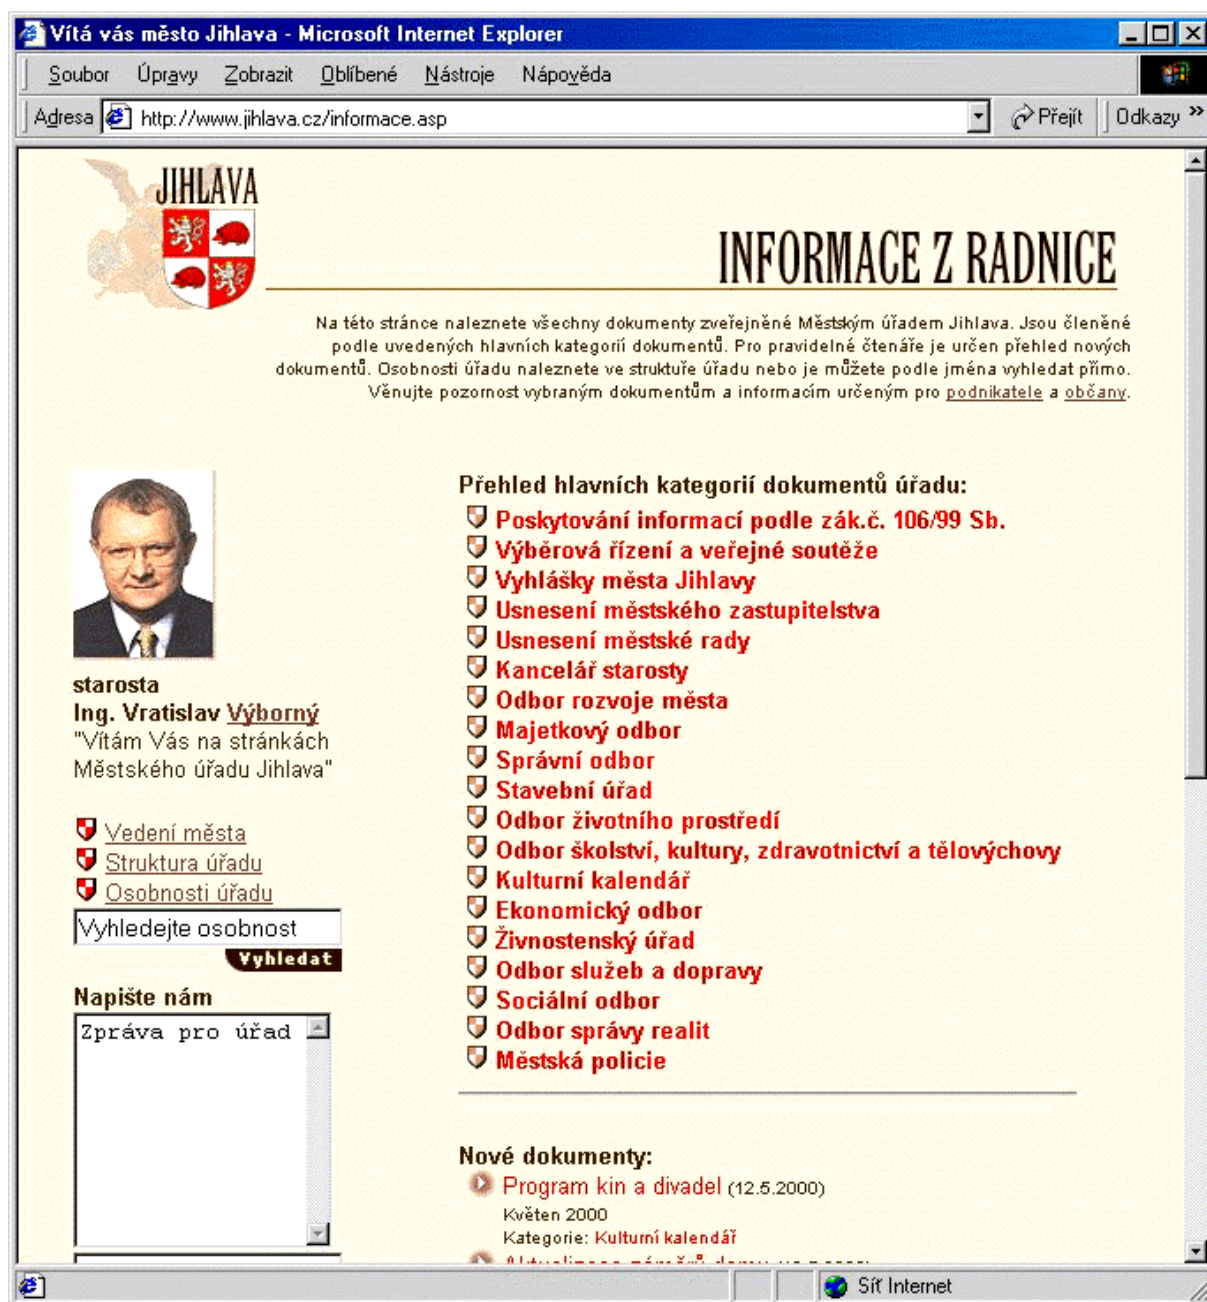 Vítá vás město Jihlava - Microsoft Internet Explorer
Soubor Úpravy Zobrazit Oblíbené Nástroje Nápověda
Adresa http://www.jihlava.cz/informace.asp Přejít Odkazy »
JIHLAVA
INFORMACE Z RADNICE
Na této stránce naleznete všechny dokumenty zveřejněné Městským úřadem Jihlava. Jsou členěné
podle uvedených hlavních kategorií dokumentů. Pro pravidelné čtenáře je určen přehled nových
dokumentů. Osobnosti úřadu naleznete ve struktuře úřadu nebo je můžete podle jména vyhledat přímo.
Věnujte pozornost vybraným dokumentům a informacím určeným pro podnikatele a občany.
starosta
Ing. Vratislav Výborný
"Vítám Vás na stránkách
Městského úřadu Jihlava"
Vedení města
Struktura úřadu
Osobnosti úřadu
Vyhledejte osobnost
Vyhledat
Napište nám
Zpráva pro úřad
Přehled hlavních kategorií dokumentů úřadu:
Poskytování informací podle zák.č. 106/99 Sb.
Výběrová řízení a veřejné soutěže
Vyhlášky města Jihlavy
Usnesení městského zastupitelstva
Usnesení městské rady
Kancelář starosty
Odbor rozvoje města
Majetkový odbor
Správní odbor
Stavební úřad
Odbor životního prostředí
Odbor školství, kultury, zdravotnictví a tělovýchovy
Kulturní kalendář
Ekonomický odbor
Živnostenský úřad
Odbor služeb a dopravy
Sociální odbor
Odbor správy realit
Městská policie
Nové dokumenty:
Program kin a divadel (12.5.2000)
Květen 2000
Kategorie: Kulturní kalendář
Síť Internet